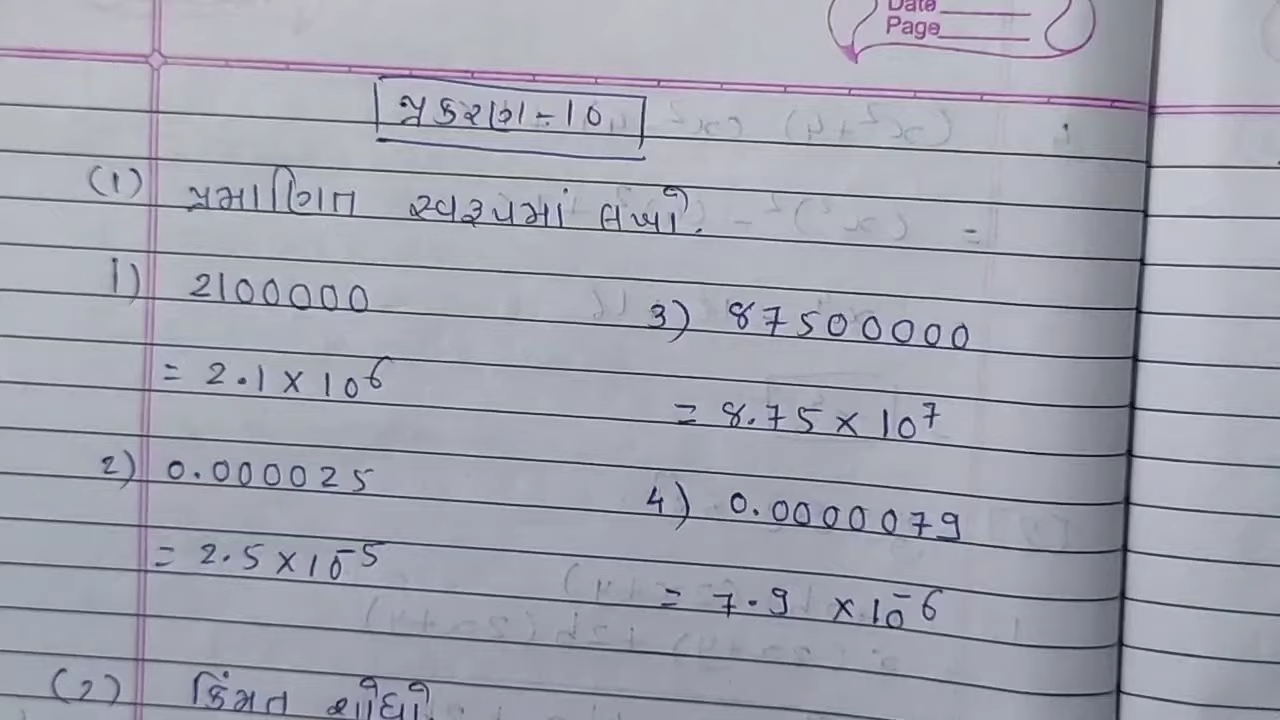 Date
Page
પ્રકરણ - 10
(1) પ્રમાણિત સ્વરૂપમાં લખો.
1) 2100000
= 2.1 × 10⁶
2) 0.000025
= 2.5 × 10⁻⁵
3) 87500000
= 8.75 × 10⁷
4) 0.0000079
= 7.9 × 10⁻⁶
(2) કિંમત શોધો.